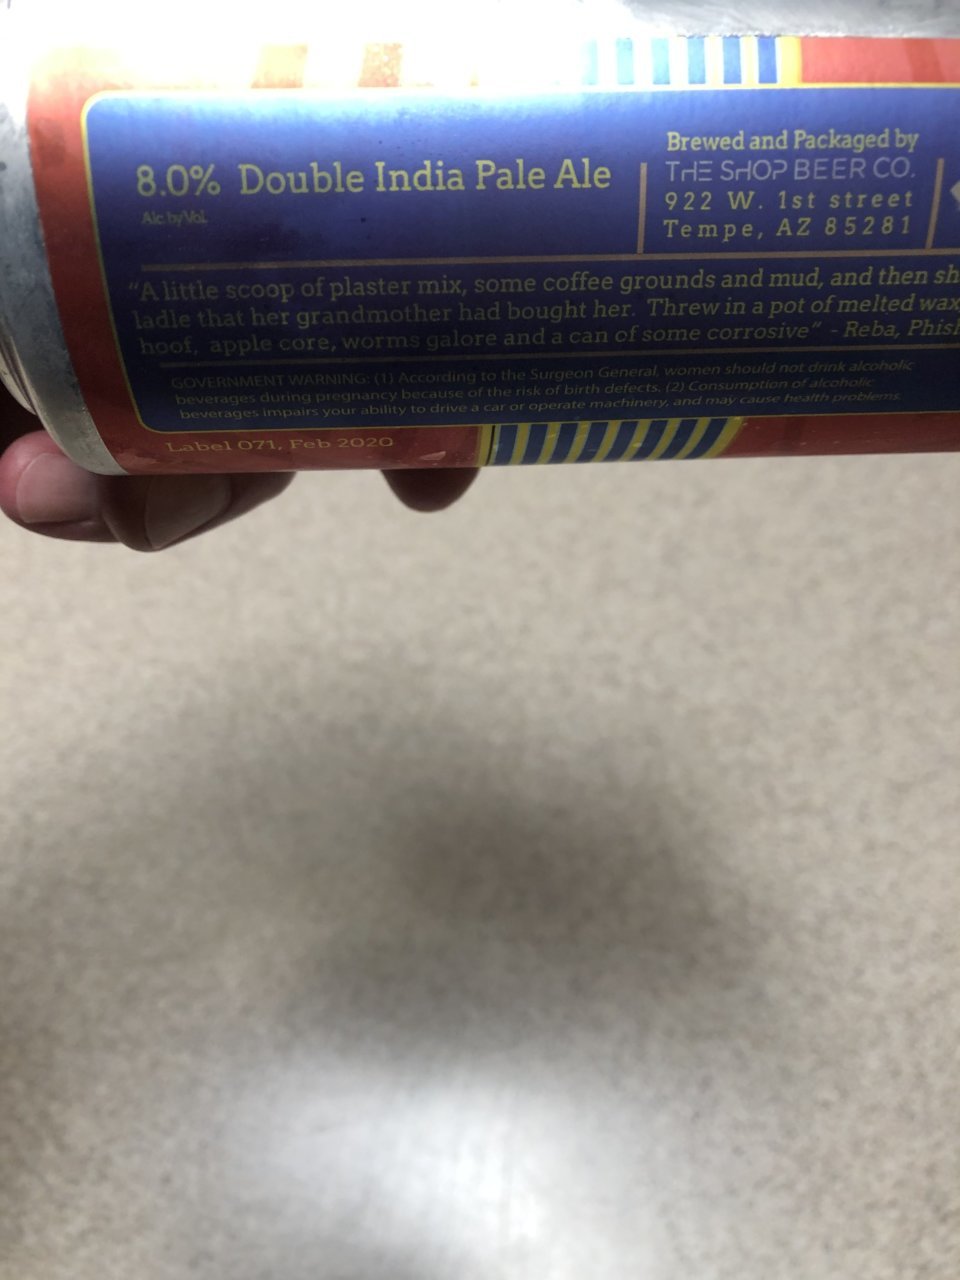 8.0% Double India Pale Ale
Alc. by Vol.
Brewed and Packaged by
THE SHOP BEER CO.
922 W. 1st street
Tempe, AZ 85281
"A little scoop of plaster mix, some coffee grounds and mud, and then sh
ladle that her grandmother had bought her. Threw in a pot of melted wax
hoof, apple core, worms galore and a can of some corrosive" - Reba, Phish
GOVERNMENT WARNING: (1) According to the Surgeon General, women should not drink alcoholic
beverages during pregnancy because of the risk of birth defects. (2) Consumption of alcoholic
beverages impairs your ability to drive a car or operate machinery, and may cause health problems.
Label 071, Feb 2020